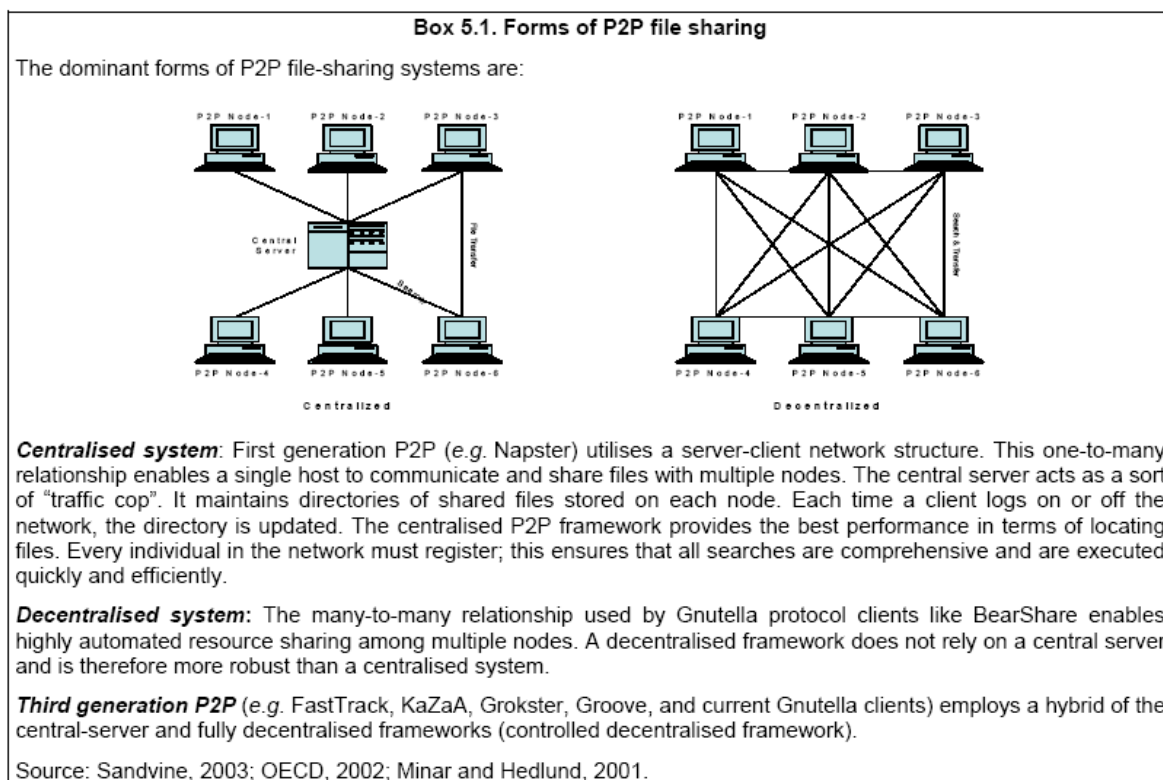 Box 5.1. Forms of P2P file sharing
The dominant forms of P2P file-sharing systems are:
P2P Node-1 P2P Node-2 P2P Node-3
P2P Node-1 P2P Node-2 P2P Node-3
Central
Server
File Transfer
Search & Transfer
P2P Node-4 P2P Node-5 P2P Node-6
P2P Node-4 P2P Node-5 P2P Node-6
Centralized
Decentralized
Centralised system: First generation P2P (e.g. Napster) utilises a server-client network structure. This one-to-many
relationship enables a single host to communicate and share files with multiple nodes. The central server acts as a sort
of “traffic cop”. It maintains directories of shared files stored on each node. Each time a client logs on or off the
network, the directory is updated. The centralised P2P framework provides the best performance in terms of locating
files. Every individual in the network must register; this ensures that all searches are comprehensive and are executed
quickly and efficiently.
Decentralised system: The many-to-many relationship used by Gnutella protocol clients like BearShare enables
highly automated resource sharing among multiple nodes. A decentralised framework does not rely on a central server
and is therefore more robust than a centralised system.
Third generation P2P (e.g. FastTrack, KaZaA, Grokster, Groove, and current Gnutella clients) employs a hybrid of the
central-server and fully decentralised frameworks (controlled decentralised framework).
Source: Sandvine, 2003; OECD, 2002; Minar and Hedlund, 2001.